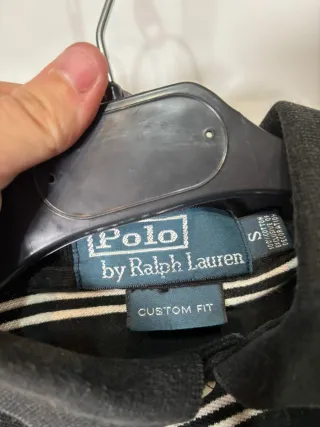 Polo
by Ralph Lauren
S
CUSTOM FIT